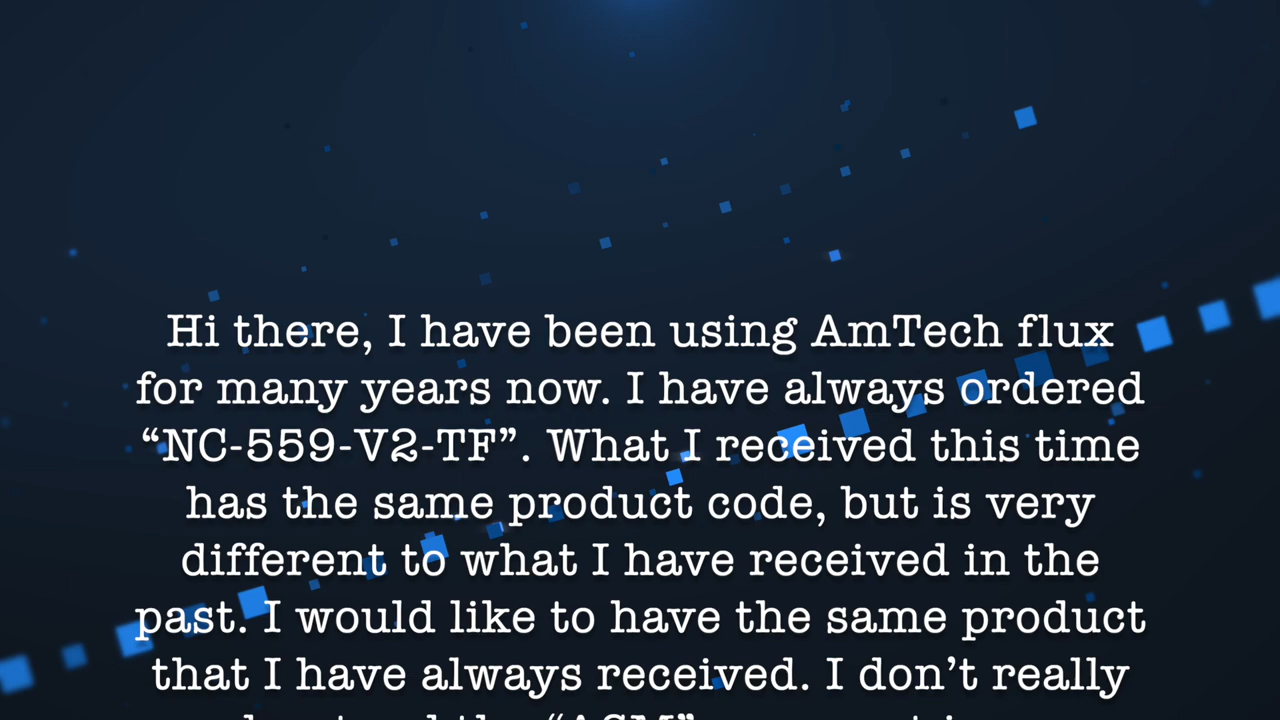 Hi there, I have been using AmTech flux
for many years now. I have always ordered
“NC-559-V2-TF”. What I received this time
has the same product code, but is very
different to what I have received in the
past. I would like to have the same product
that I have always received. I don’t really